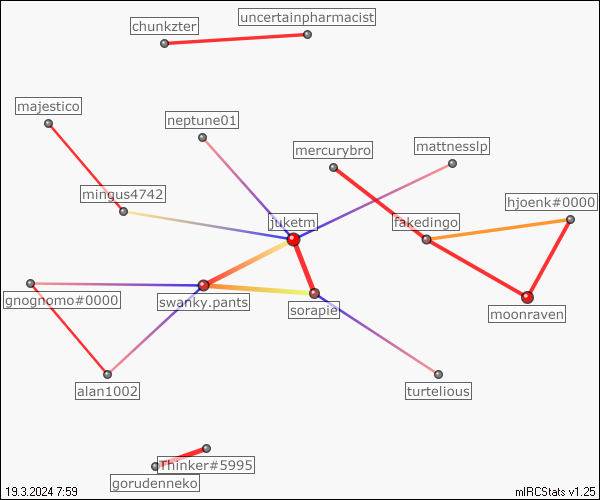 uncertainpharmacist
chunkzter
majestico
neptune01
mattnesslp
mercurybro
mingus4742
hjoenk#0000
juketm
fakedingo
gnognomo#0000
swanky.pants
sorapie
moonraven
alan1002
turtelious
Thinker#5995
gorudenneko
19.3.2024 7:59
mIRCStats v1.25